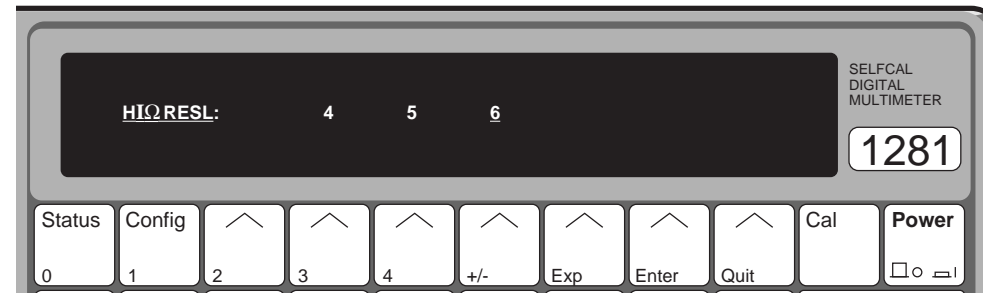 SELFCAL
DIGITAL
MULTIMETER
HIΩ RESL: 4 5 6
1281
Status Config Cal Power
0 1 2 3 4 +/- Exp Enter Quit